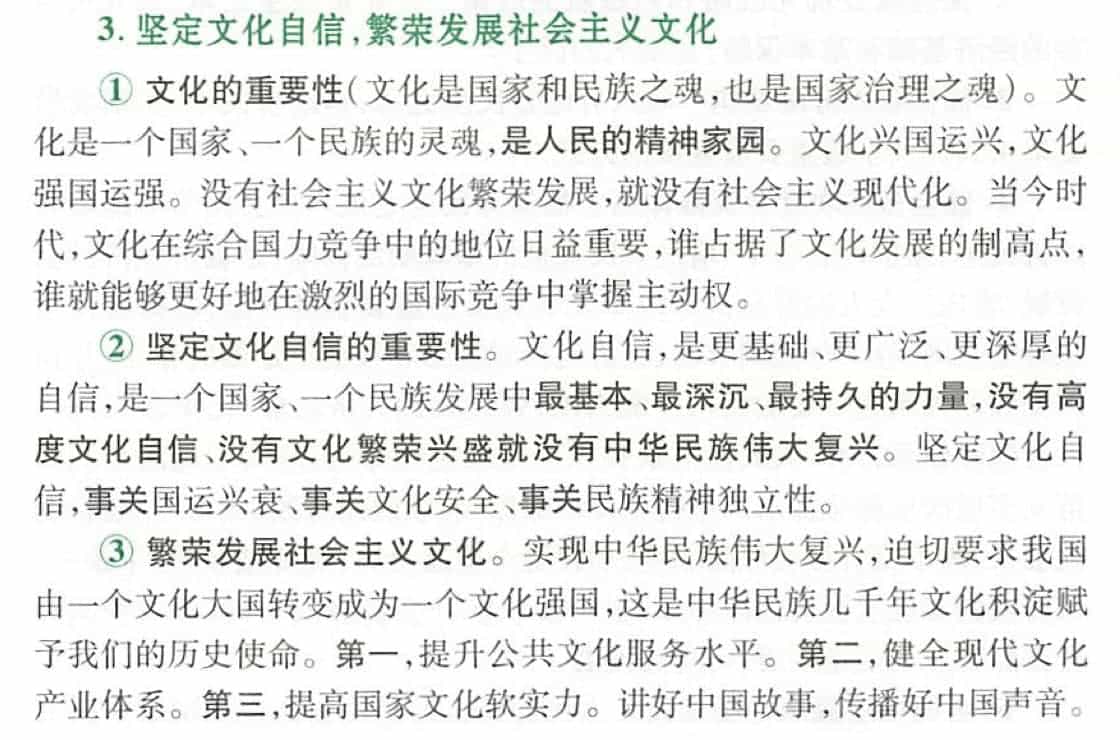 3. 坚定文化自信,繁荣发展社会主义文化
① 文化的重要性(文化是国家和民族之魂,也是国家治理之魂)。文
化是一个国家、一个民族的灵魂,是人民的精神家园。文化兴国运兴,文化
强国运强。没有社会主义文化繁荣发展,就没有社会主义现代化。当今时
代,文化在综合国力竞争中的地位日益重要,谁占据了文化发展的制高点,
谁就能够更好地在激烈的国际竞争中掌握主动权。
② 坚定文化自信的重要性。文化自信,是更基础、更广泛、更深厚的
自信,是一个国家、一个民族发展中最基本、最深沉、最持久的力量,没有高
度文化自信、没有文化繁荣兴盛就没有中华民族伟大复兴。坚定文化自
信,事关国运兴衰、事关文化安全、事关民族精神独立性。
③ 繁荣发展社会主义文化。实现中华民族伟大复兴,迫切要求我国
由一个文化大国转变成为一个文化强国,这是中华民族几千年文化积淀赋
予我们的历史使命。第一,提升公共文化服务水平。第二,健全现代文化
产业体系。第三,提高国家文化软实力。讲好中国故事,传播好中国声音。